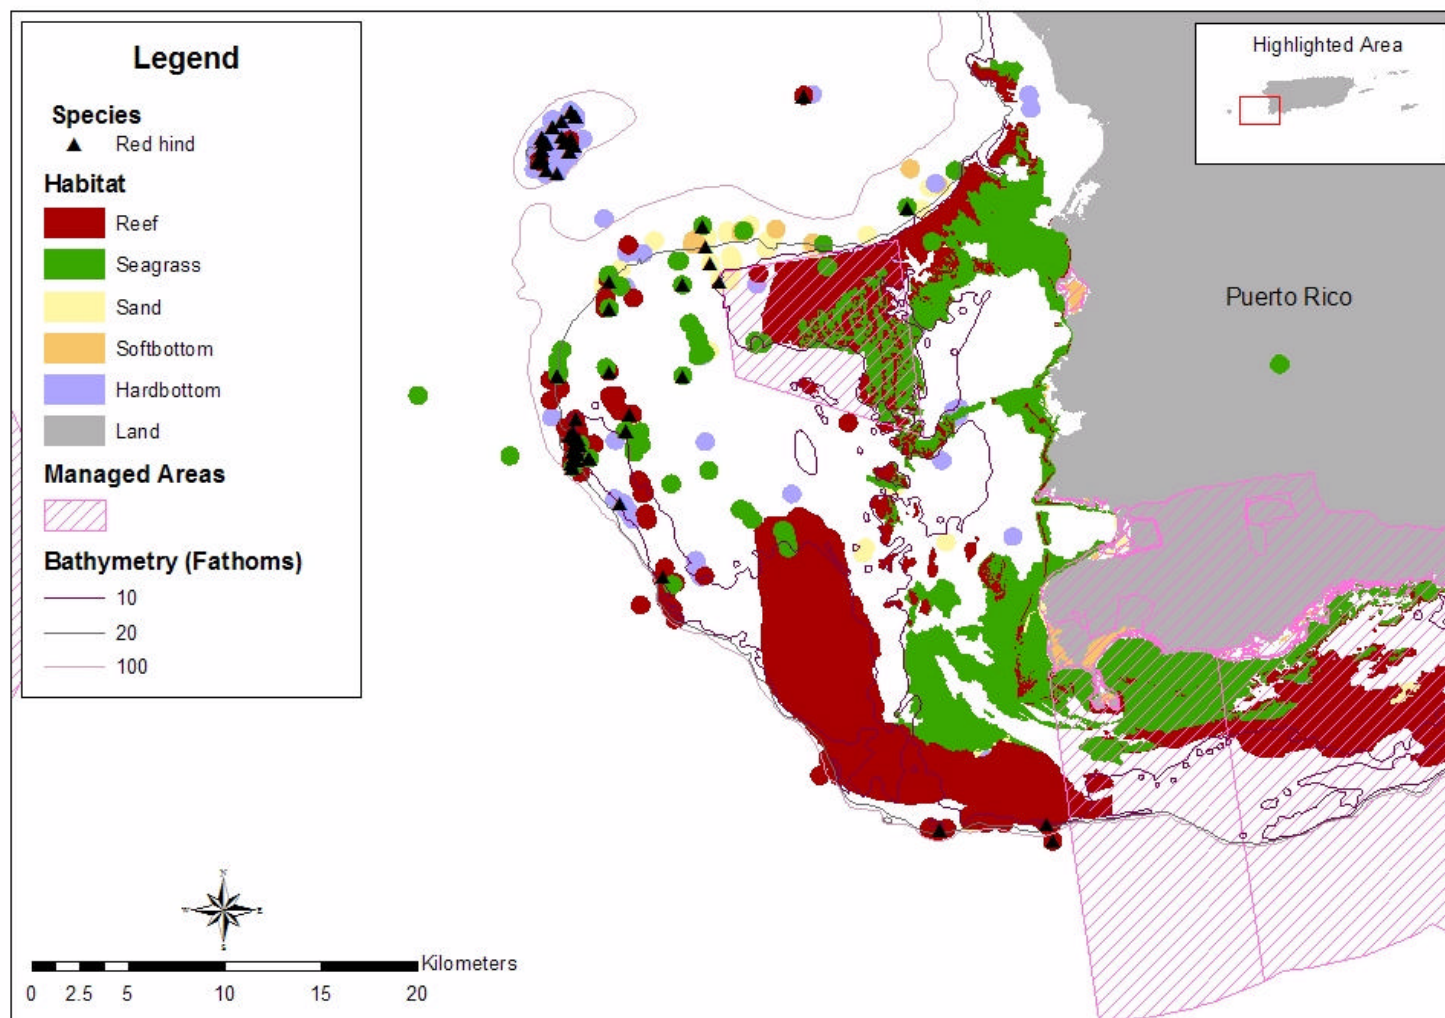 Legend
Species
Red hind
Habitat
Reef
Seagrass
Sand
Softbottom
Hardbottom
Land
Managed Areas
Bathymetry (Fathoms)
10
20
100
Highlighted Area
Puerto Rico
N
W E
S
Kilometers
0 2.5 5 10 15 20